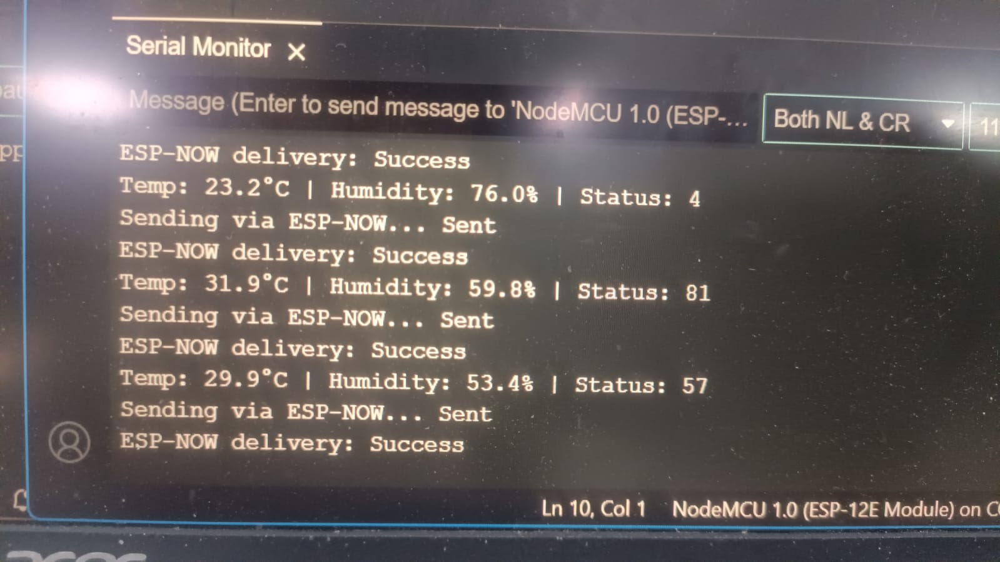 Serial Monitor X
Message (Enter to send message to 'NodeMCU 1.0 (ESP-...
Both NL & CR
11
ESP-NOW delivery: Success
Temp: 23.2°C | Humidity: 76.0% | Status: 4
Sending via ESP-NOW... Sent
ESP-NOW delivery: Success
Temp: 31.9°C | Humidity: 59.8% | Status: 81
Sending via ESP-NOW... Sent
ESP-NOW delivery: Success
Temp: 29.9°C | Humidity: 53.4% | Status: 57
Sending via ESP-NOW... Sent
ESP-NOW delivery: Success
Ln 10, Col 1 NodeMCU 1.0 (ESP-12E Module) on
acer